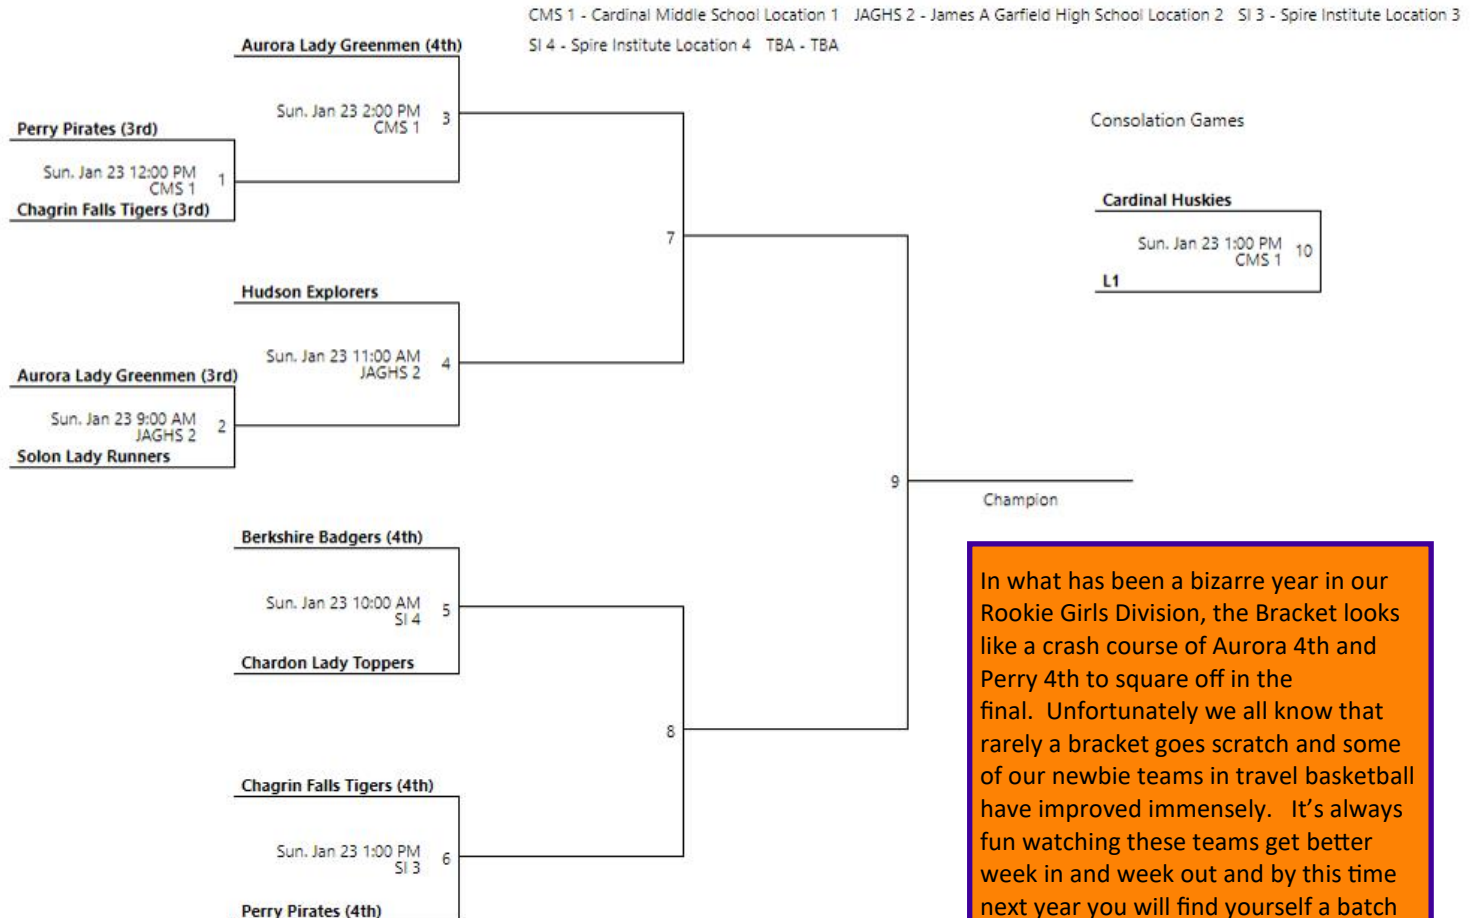 CMS 1 - Cardinal Middle School Location 1 JAGHS 2 - James A Garfield High School Location 2 SI 3 - Spire Institute Location 3
SI 4 - Spire Institute Location 4 TBA - TBA
Aurora Lady Greenmen (4th)
Sun. Jan 23 2:00 PM
CMS 1
3
Perry Pirates (3rd)
Sun. Jan 23 12:00 PM
CMS 1
1
Chagrin Falls Tigers (3rd)
7
Hudson Explorers
Sun. Jan 23 11:00 AM
JAGHS 2
4
Aurora Lady Greenmen (3rd)
Sun. Jan 23 9:00 AM
JAGHS 2
2
Solon Lady Runners
9
Champion
Berkshire Badgers (4th)
Sun. Jan 23 10:00 AM
SI 4
5
Chardon Lady Toppers
8
Chagrin Falls Tigers (4th)
Sun. Jan 23 1:00 PM
SI 3
6
Perry Pirates (4th)
Consolation Games
Cardinal Huskies
Sun. Jan 23 1:00 PM
CMS 1
10
L1
In what has been a bizarre year in our
Rookie Girls Division, the Bracket looks
like a crash course of Aurora 4th and
Perry 4th to square off in the
final. Unfortunately we all know that
rarely a bracket goes scratch and some
of our newbie teams in travel basketball
have improved immensely. It’s always
fun watching these teams get better
week in and week out and by this time
next year you will find yourself a batch